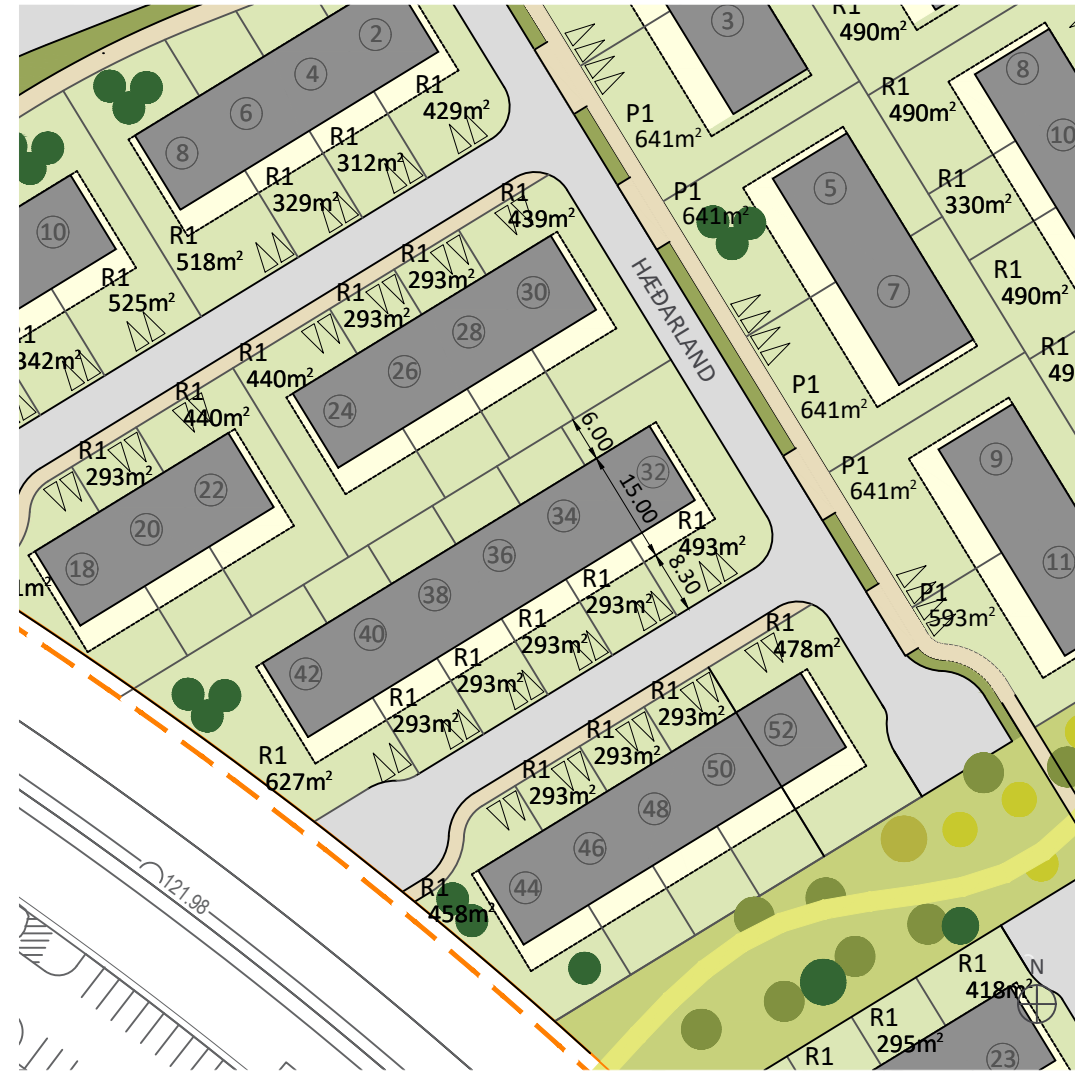 2
4
6
8
R1
429m²
R1
312m²
R1
329m²
R1
518m²
10
R1
525m²
342m²
3
R1
490m²
8
R1
490m²
10
P1
641m²
P1
641m²
5
7
R1
330m²
R1
490m²
R1
49
HÆÐARLAND
R1
439m²
R1
293m²
R1
293m²
R1
440m²
30
28
26
24
R1
440m²
R1
293m²
22
20
18
1m²
P1
641m²
P1
641m²
9
11
P1
593m²
6.00
15.00
8.30
32
34
36
38
40
42
R1
493m²
R1
293m²
R1
293m²
R1
293m²
R1
293m²
R1
627m²
R1
478m²
R1
293m²
R1
293m²
R1
293m²
R1
458m²
52
50
48
46
44
121.98
R1
418m²
N
R1
295m²
R1
23